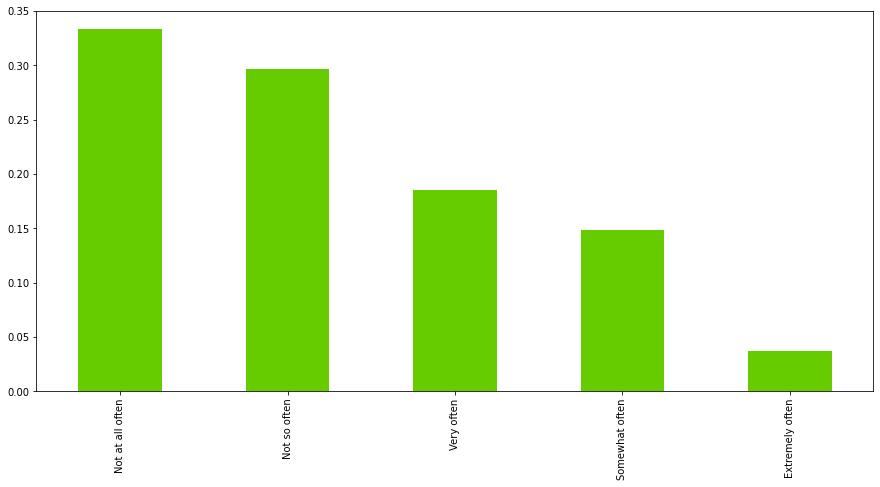 0.35
0.30
0.25
0.20
0.15
0.10
0.05
0.00
Not at all often
Not so often
Very often
Somewhat often
Extremely often